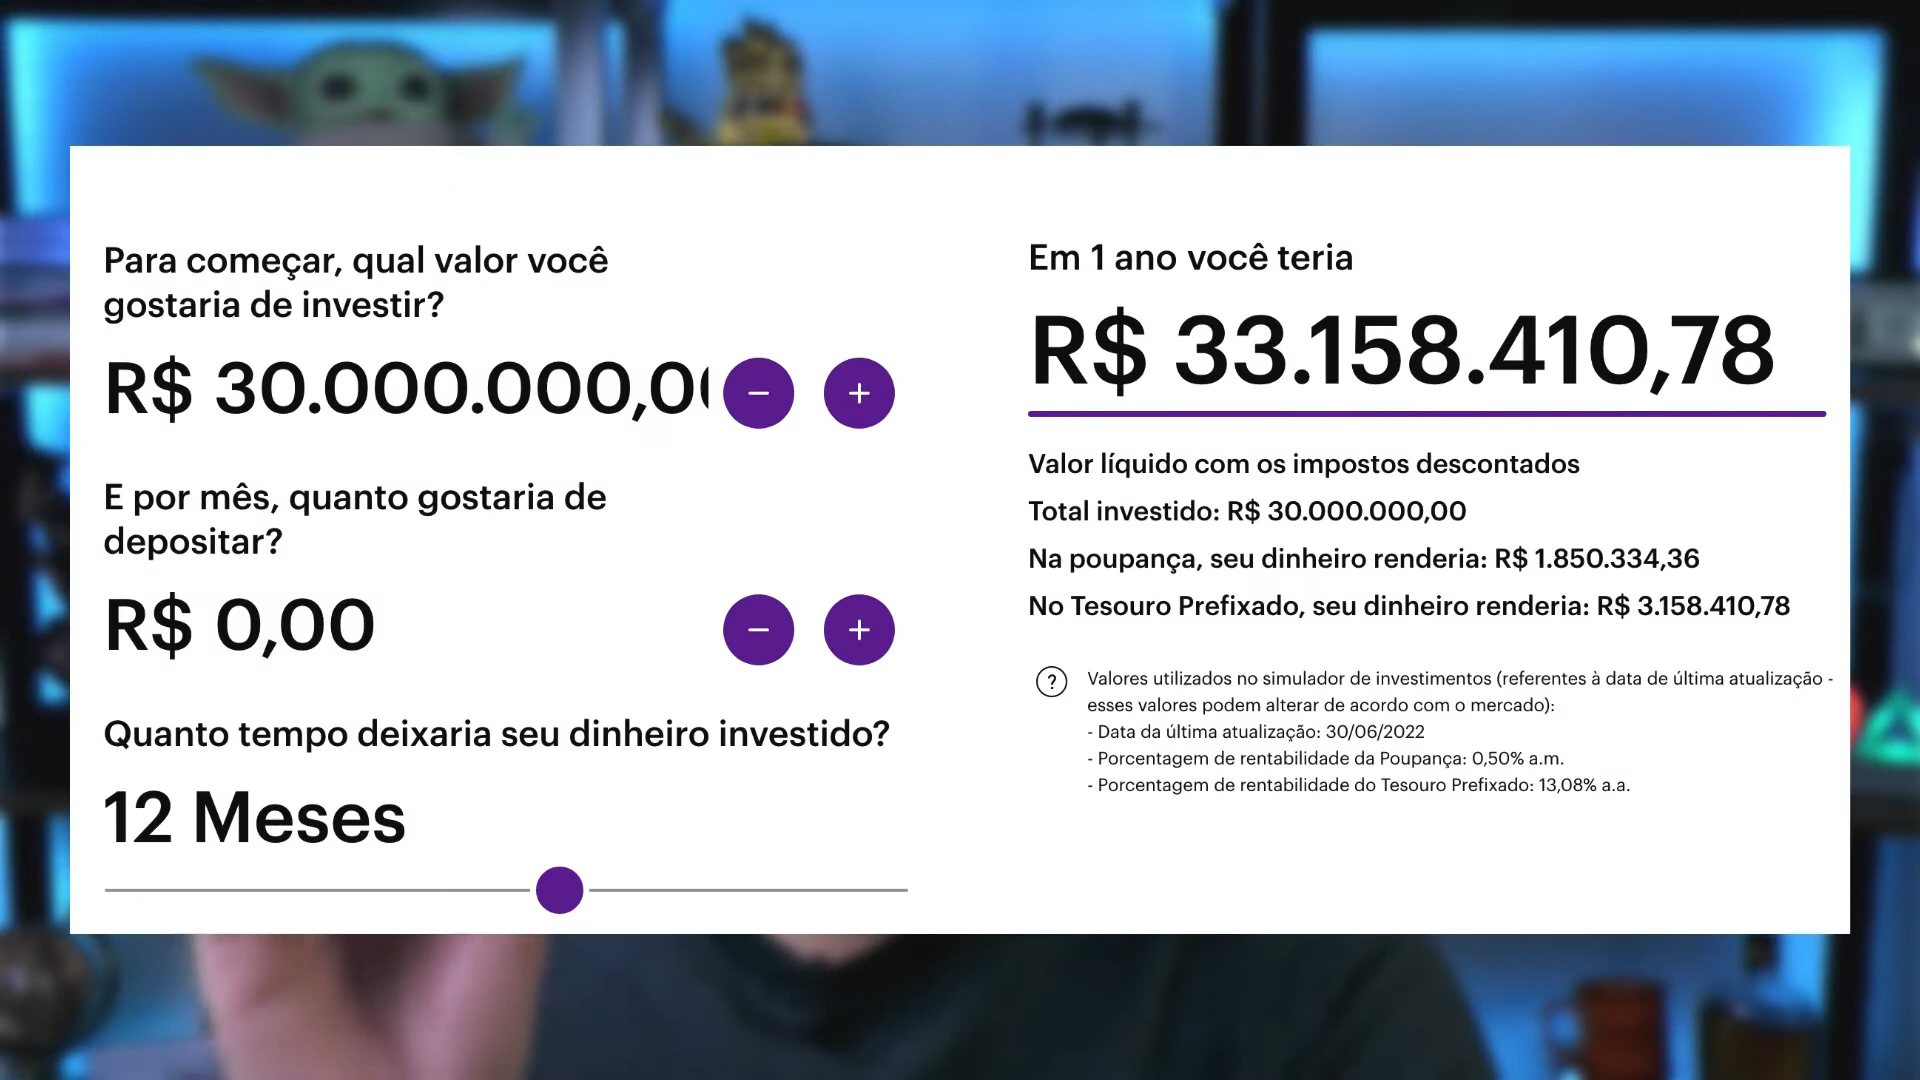 Para começar, qual valor você
gostaria de investir?
R$ 30.000.000,0
E por mês, quanto gostaria de
depositar?
R$ 0,00
Quanto tempo deixaria seu dinheiro investido?
12 Meses
Em 1 ano você teria
R$ 33.158.410,78
Valor líquido com os impostos descontados
Total investido: R$ 30.000.000,00
Na poupança, seu dinheiro renderia: R$ 1.850.334,36
No Tesouro Prefixado, seu dinheiro renderia: R$ 3.158.410,78
? Valores utilizados no simulador de investimentos (referentes à data de última atualização -
esses valores podem alterar de acordo com o mercado):
- Data da última atualização: 30/06/2022
- Porcentagem de rentabilidade da Poupança: 0,50% a.m.
- Porcentagem de rentabilidade do Tesouro Prefixado: 13,08% a.a.